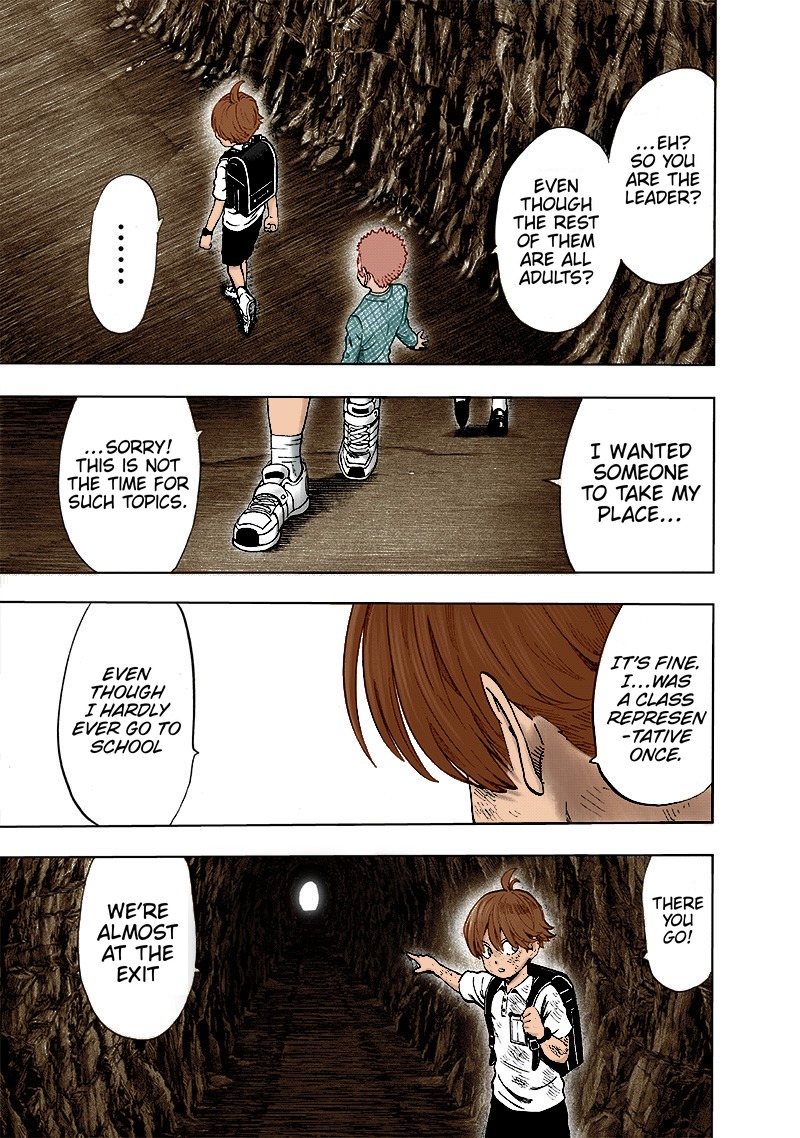 ...EH?
SO YOU
ARE THE
LEADER?
EVEN
THOUGH
THE REST
OF THEM
ARE ALL
ADULTS?
......
I WANTED
SOMEONE
TO TAKE MY
PLACE...
...SORRY!
THIS IS NOT
THE TIME FOR
SUCH TOPICS.
IT'S FINE.
I...WAS
A CLASS
REPRESEN
-TATIVE
ONCE.
EVEN
THOUGH
I HARDLY
EVER GO TO
SCHOOL
THERE
YOU
GO!
WE'RE
ALMOST
AT THE
EXIT